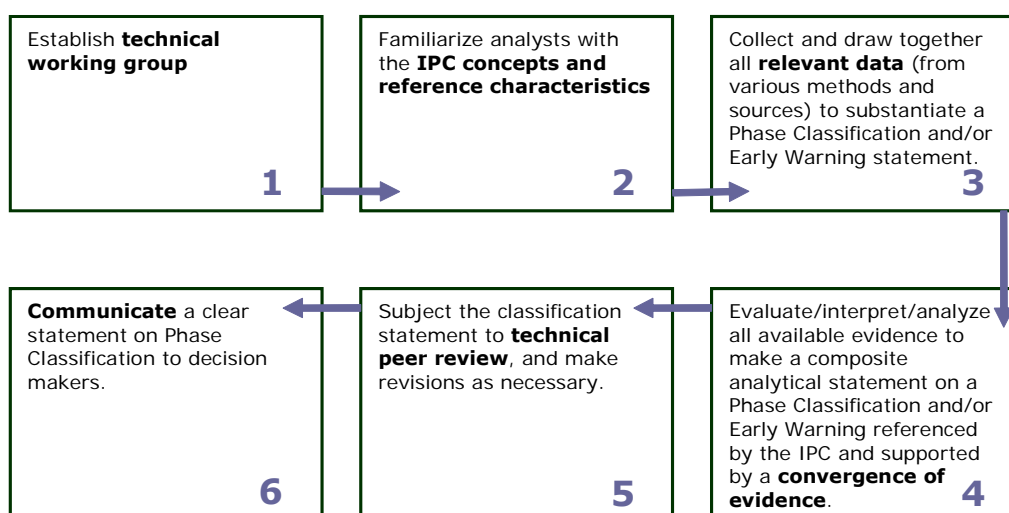 Establish technical
working group
1
Familiarize analysts with
the IPC concepts and
reference characteristics
2
Collect and draw together
all relevant data (from
various methods and
sources) to substantiate a
Phase Classification and/or
Early Warning statement.
3
Communicate a clear
statement on Phase
Classification to decision
makers.
6
Subject the classification
statement to technical
peer review, and make
revisions as necessary.
5
Evaluate/interpret/analyze
all available evidence to
make a composite
analytical statement on a
Phase Classification and/or
Early Warning referenced
by the IPC and supported
by a convergence of
evidence.
4